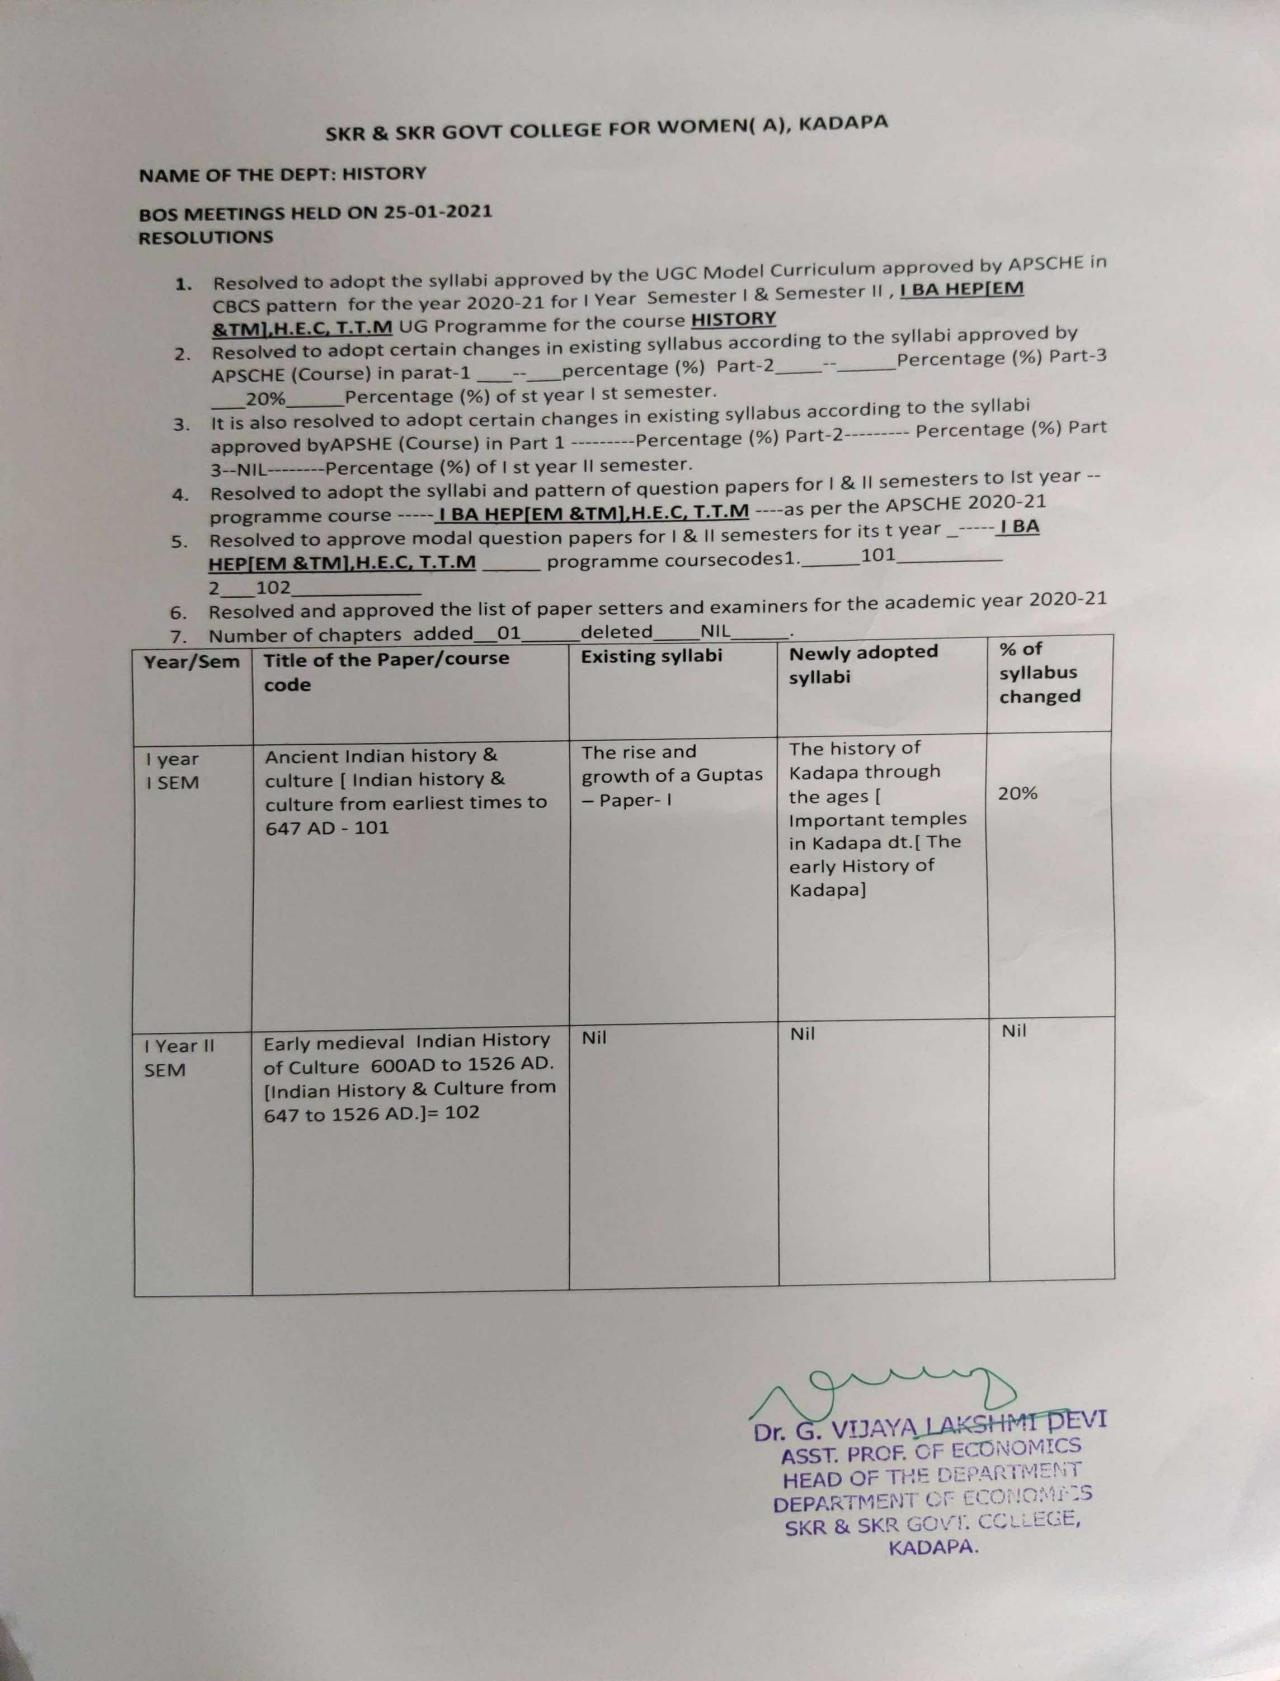 SKR & SKR GOVT COLLEGE FOR WOMEN( A), KADAPA
NAME OF THE DEPT: HISTORY
BOS MEETINGS HELD ON 25-01-2021
RESOLUTIONS
1. Resolved to adopt the syllabi approved by the UGC Model Curriculum approved by APSCHE in
CBCS pattern for the year 2020-21 for I Year Semester I & Semester II , I BA HEP[EM
&TM],H.E.C, T.T.M UG Programme for the course HISTORY
2. Resolved to adopt certain changes in existing syllabus according to the syllabi approved by
APSCHE (Course) in parat-1 ___--___percentage (%) Part-2____--______Percentage (%) Part-3
___20%______Percentage (%) of st year I st semester.
3. It is also resolved to adopt certain changes in existing syllabus according to the syllabi
approved byAPSHE (Course) in Part 1 ---------Percentage (%) Part-2--------- Percentage (%) Part
3--NIL--------Percentage (%) of I st year II semester.
4. Resolved to adopt the syllabi and pattern of question papers for I & II semesters to Ist year --
programme course ----- I BA HEP[EM &TM],H.E.C, T.T.M ----as per the APSCHE 2020-21
5. Resolved to approve modal question papers for I & II semesters for its t year _----- I BA
HEP[EM &TM],H.E.C, T.T.M ______ programme coursecodes1.______101___________
2___102_____________
6. Resolved and approved the list of paper setters and examiners for the academic year 2020-21
7. Number of chapters added__01______deleted_____NIL______.
Year/Sem
Title of the Paper/course
code
Existing syllabi
Newly adopted
syllabi
% of
syllabus
changed
I year
I SEM
Ancient Indian history &
culture [ Indian history &
culture from earliest times to
647 AD - 101
The rise and
growth of a Guptas
– Paper- I
The history of
Kadapa through
the ages [
Important temples
in Kadapa dt.[ The
early History of
Kadapa]
20%
I Year II
SEM
Early medieval Indian History
of Culture 600AD to 1526 AD.
[Indian History & Culture from
647 to 1526 AD.]= 102
Nil
Nil
Nil
Dr. G. VIJAYA LAKSHMI DEVI
ASST. PROF. OF ECONOMICS
HEAD OF THE DEPARTMENT
DEPARTMENT OF ECONOMICS
SKR & SKR GOVT. COLLEGE,
KADAPA.